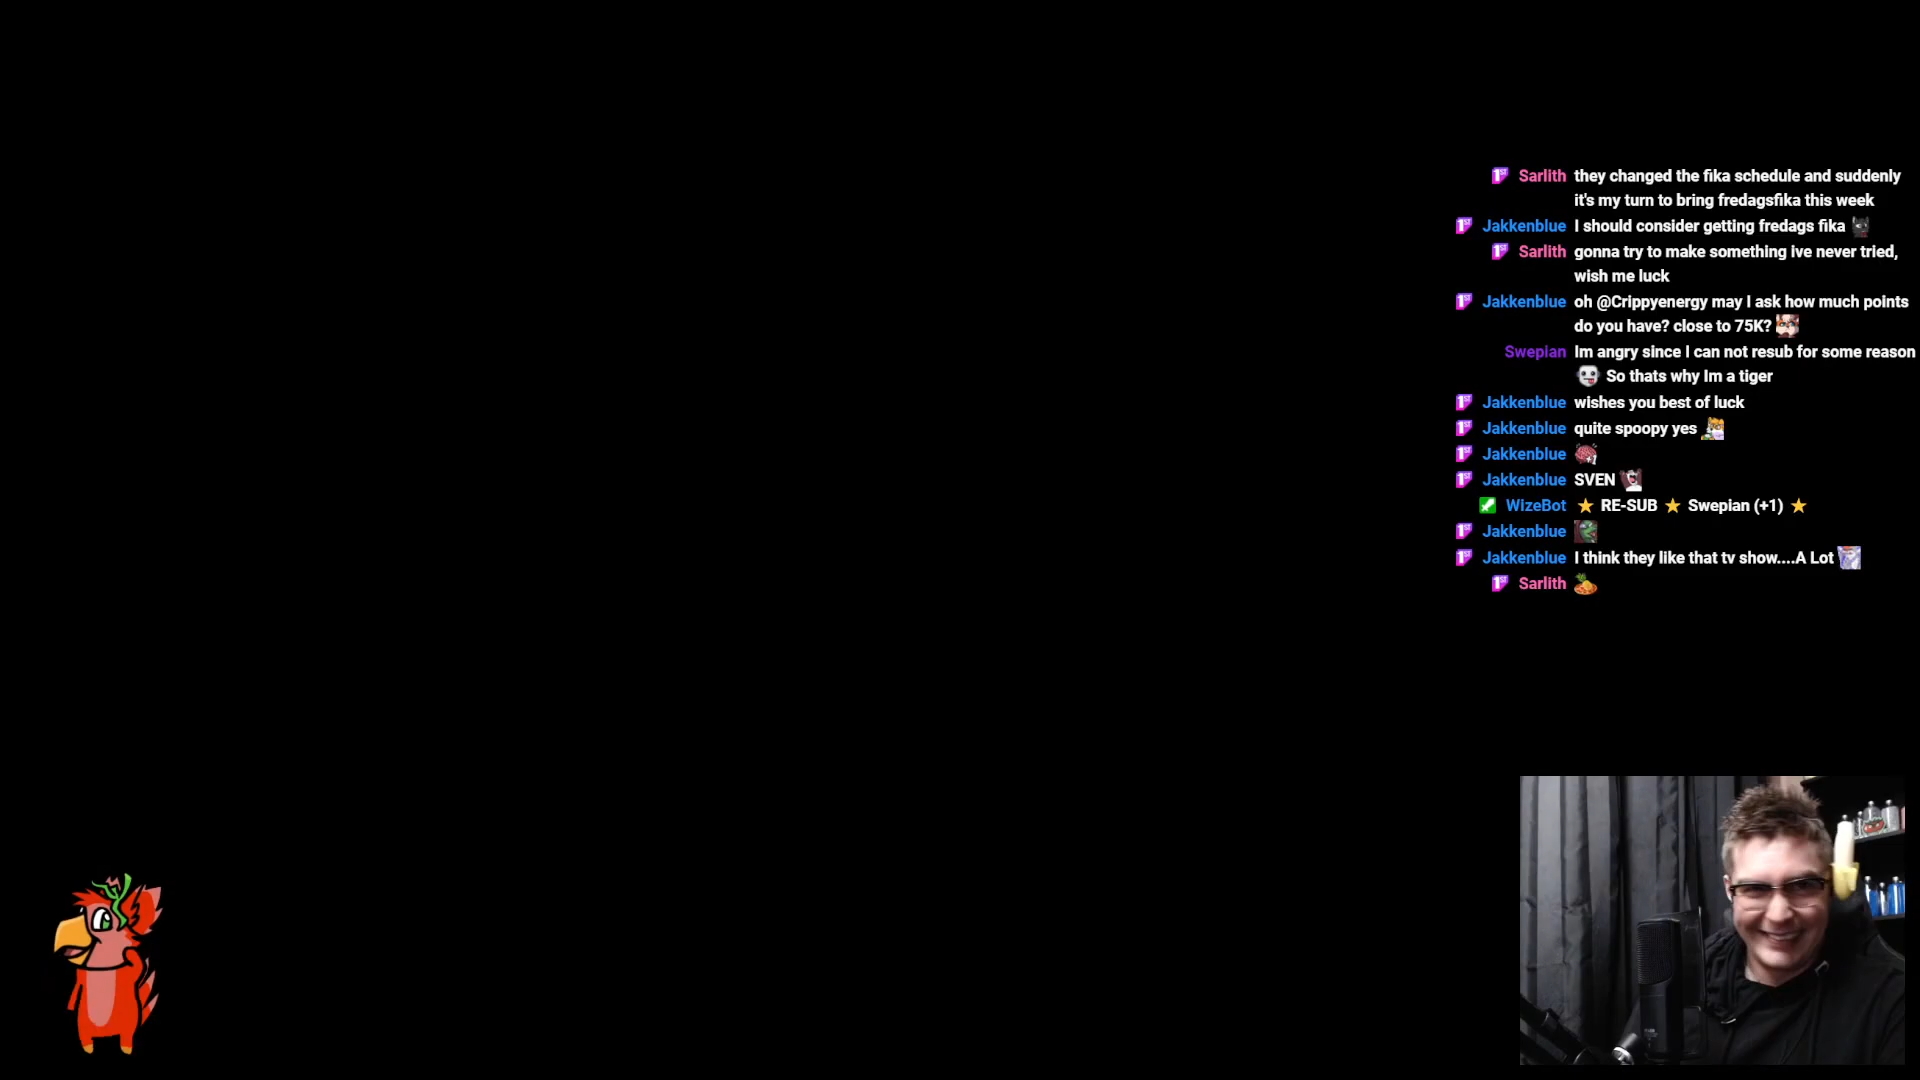 Sarlith they changed the fika schedule and suddenly
it's my turn to bring fredagsfika this week
Jakkenblue I should consider getting fredags fika
Sarlith gonna try to make something ive never tried,
wish me luck
Jakkenblue oh @Crippyenergy may I ask how much points
do you have? close to 75K?
Swepian Im angry since I can not resub for some reason
So thats why Im a tiger
Jakkenblue wishes you best of luck
Jakkenblue quite spoopy yes
Jakkenblue
Jakkenblue SVEN
WizeBot RE-SUB Swepian (+1)
Jakkenblue
Jakkenblue I think they like that tv show....A Lot
Sarlith